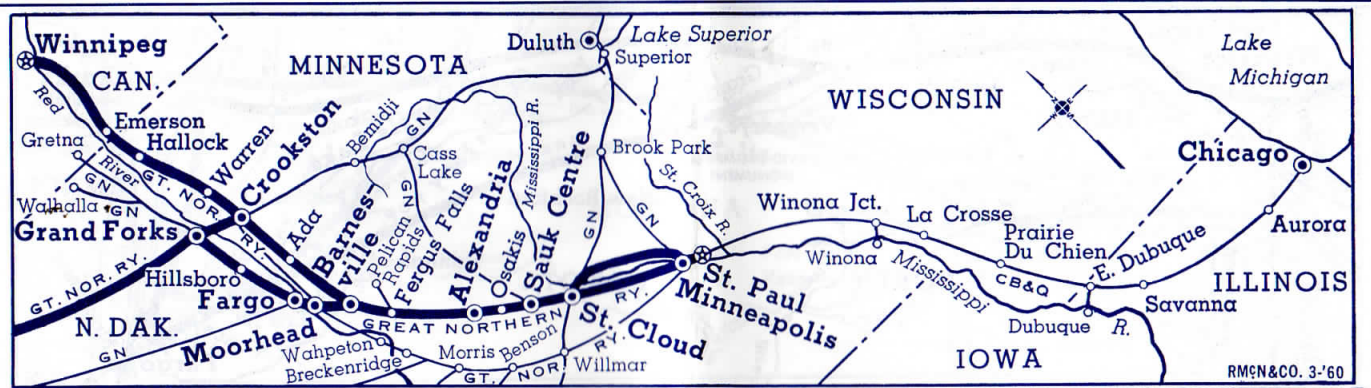 Winnipeg
CAN.
Red
River
Gretna
GN
Walhalla
GN
Emerson
Hallock
GT. NOR. RY.
Warren
Crookston
Grand Forks
GT. NOR. RY.
Hillsboro
Fargo
N. DAK.
GN
Moorhead
Ada
Barnes-
ville
MINNESOTA
Bemidji
GN
Cass
Lake
GN
Pelican
Rapids
Fergus Falls
Alexandria
Osakis
Sauk Centre
Mississippi R.
GREAT NORTHERN RY.
Wahpeton
Breckenridge
Morris
Benson
GT. NOR. RY.
Willmar
St. Cloud
Duluth
Lake Superior
Superior
Brook Park
GN
GN
St. Croix R.
St. Paul
Minneapolis
WISCONSIN
Winona Jct.
Winona
La Crosse
Prairie
Du Chien
Mississippi R.
CB&Q
E. Dubuque
Dubuque
IOWA
Savanna
ILLINOIS
Aurora
Chicago
Lake
Michigan
RMCN&CO. 3-'60